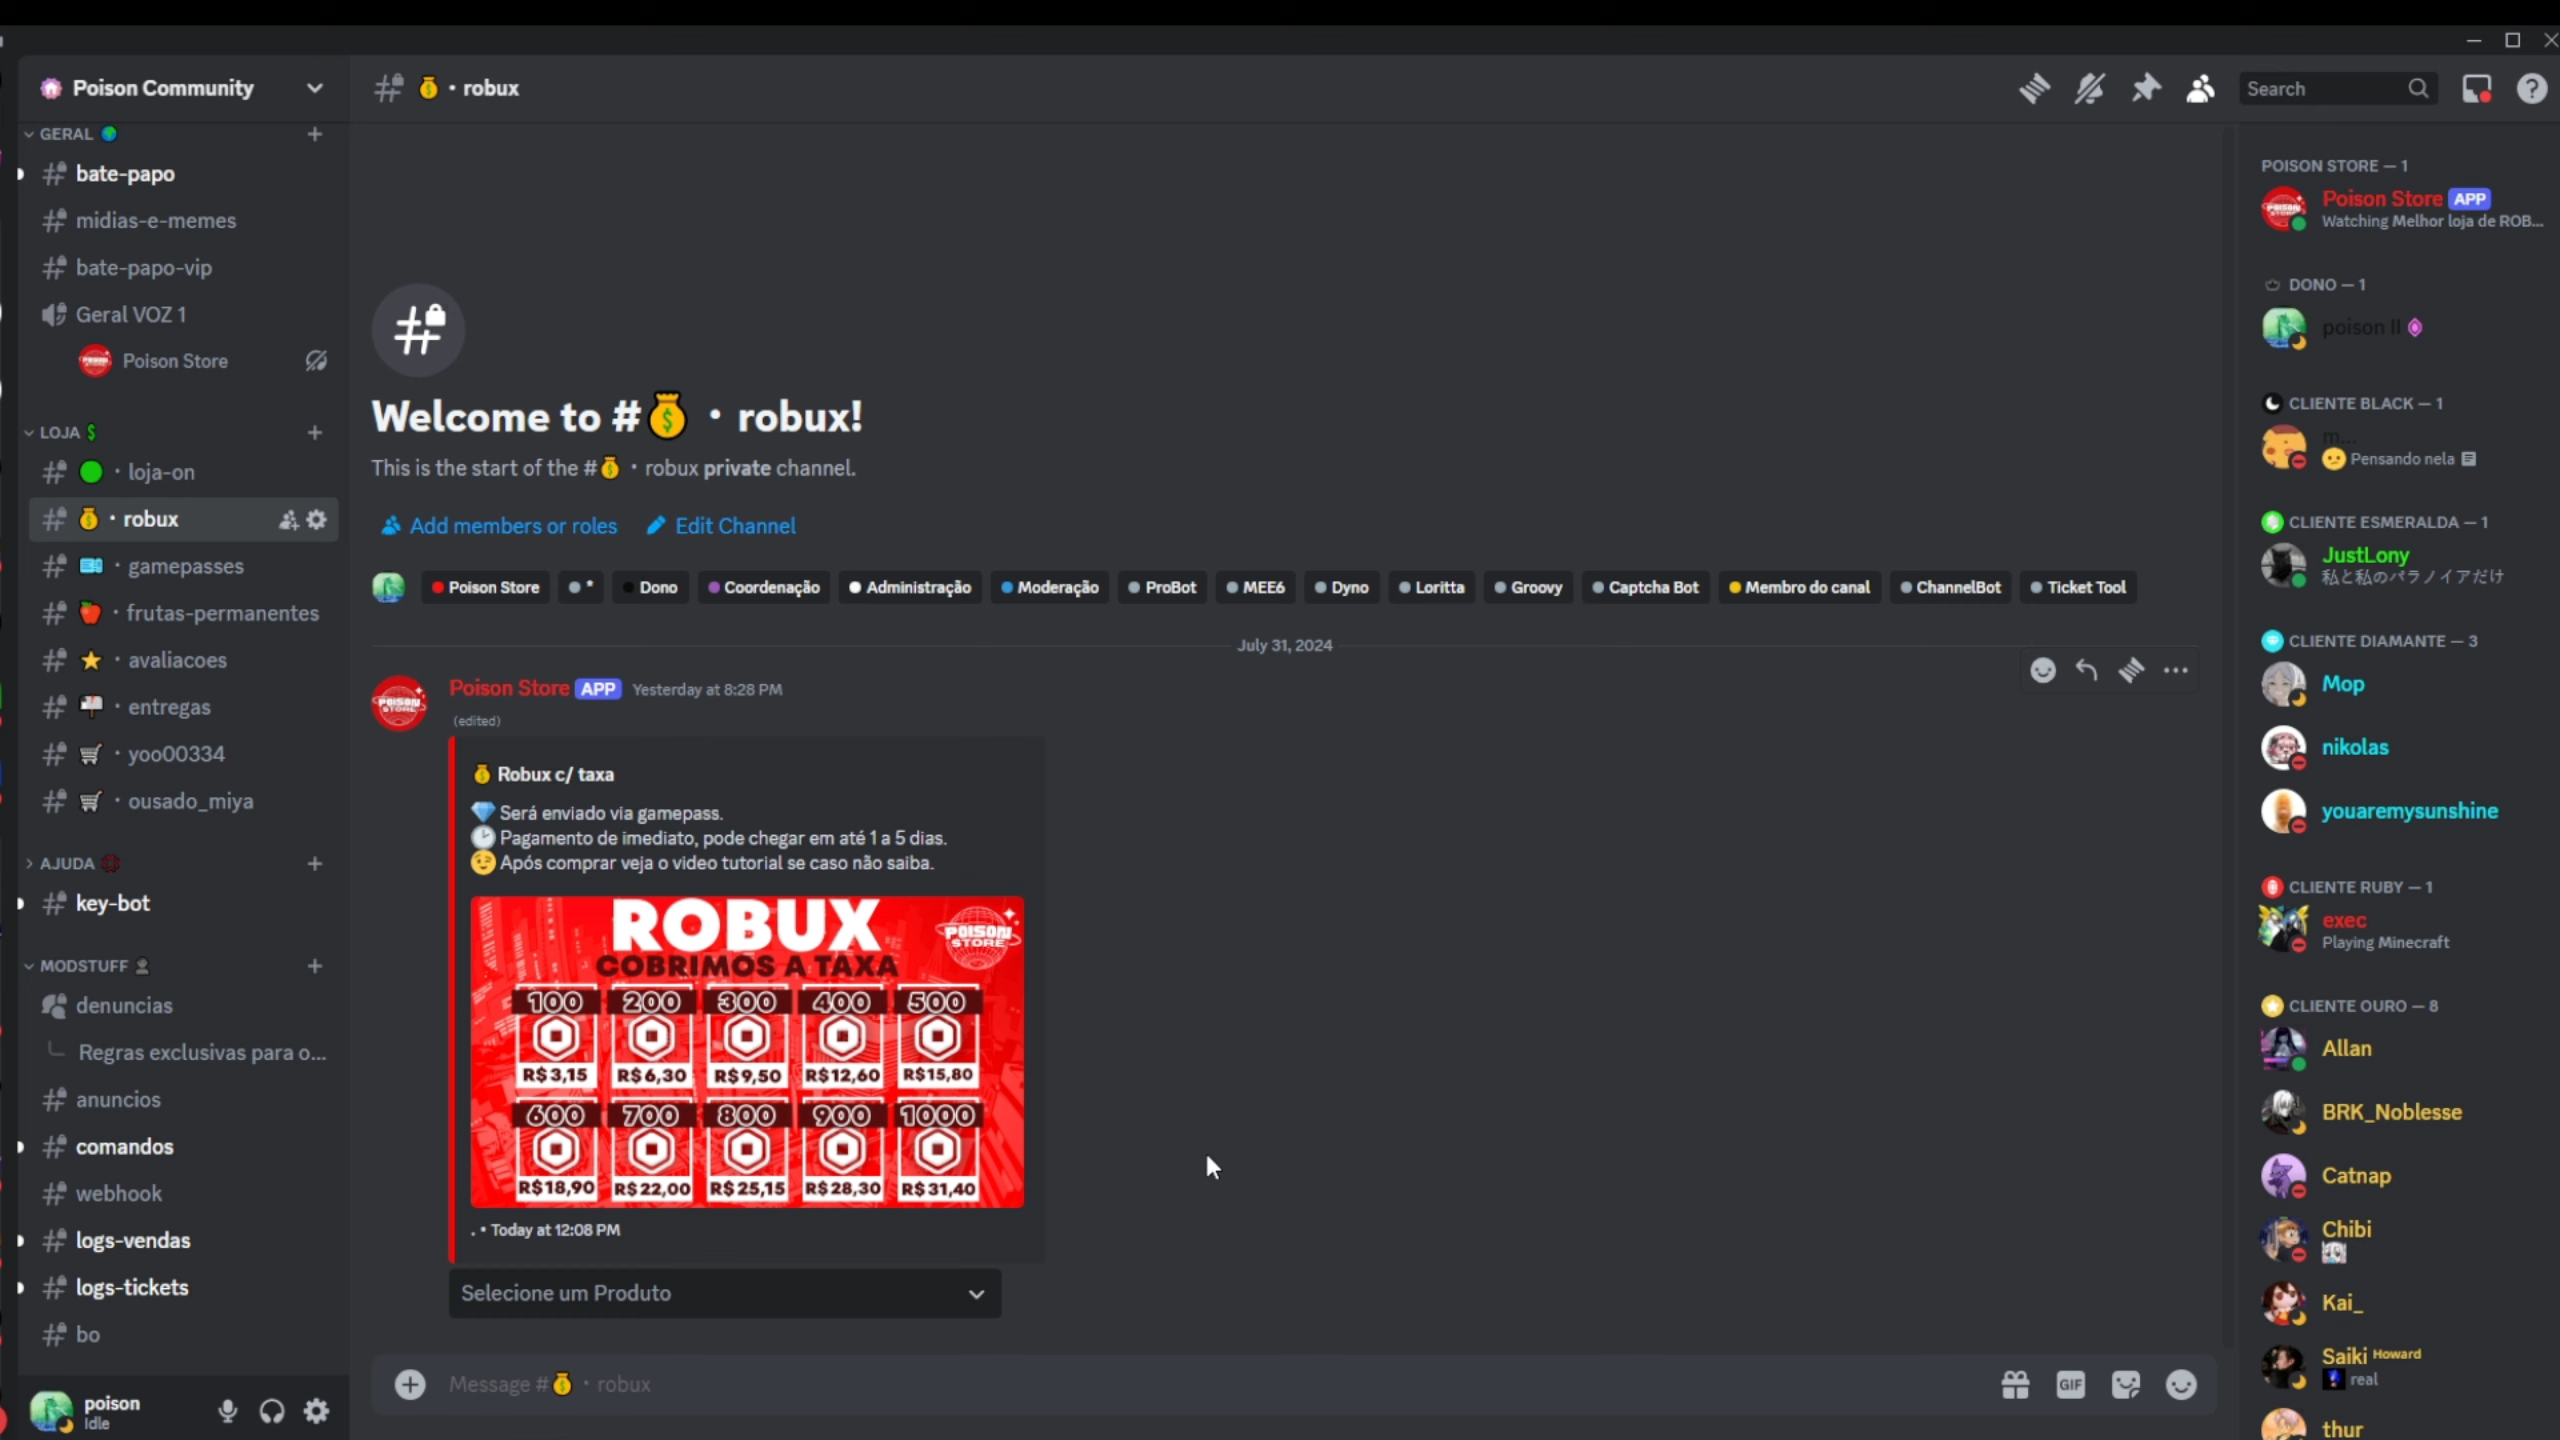 Poison Community
GERAL
bate-papo
midias-e-memes
bate-papo-vip
Geral VOZ 1
Poison Store
LOJA
loja-on
robux
gamepasses
frutas-permanentes
avaliacoes
entregas
yoo00334
ousado_miya
AJUDA
key-bot
MODSTUFF
denuncias
Regras exclusivas para o...
anuncios
comandos
webhook
logs-vendas
logs-tickets
bo
poison
Idle
robux
Search
Welcome to #💰・robux!
This is the start of the #💰・robux private channel.
Add members or roles Edit Channel
Poison Store * Dono Coordenação Administração Moderação ProBot MEE6 Dyno Loritta Groovy Captcha Bot Membro do canal ChannelBot Ticket Tool
July 31, 2024
Poison Store APP Yesterday at 8:28 PM
(edited)
Robux c/ taxa
Será enviado via gamepass.
Pagamento de imediato, pode chegar em até 1 a 5 dias.
Após comprar veja o video tutorial se caso não saiba.
ROBUX
COBRIMOS A TAXA
POISON
STORE
100 200 300 400 500
R$3,15 R$6,30 R$9,50 R$12,60 R$15,80
600 700 800 900 1000
R$18,90 R$22,00 R$25,15 R$28,30 R$31,40
. • Today at 12:08 PM
Selecione um Produto
Message #💰・robux
GIF
POISON STORE — 1
Poison Store APP
Watching Melhor loja de ROB...
DONO — 1
poison II
CLIENTE BLACK — 1
m...
Pensando nela
CLIENTE ESMERALDA — 1
JustLony
私と私のパラノイアだけ
CLIENTE DIAMANTE — 3
Mop
nikolas
youaremysunshine
CLIENTE RUBY — 1
exec
Playing Minecraft
CLIENTE OURO — 8
Allan
BRK_Noblesse
Catnap
Chibi
Kai_
Saiki Howard
real
thur